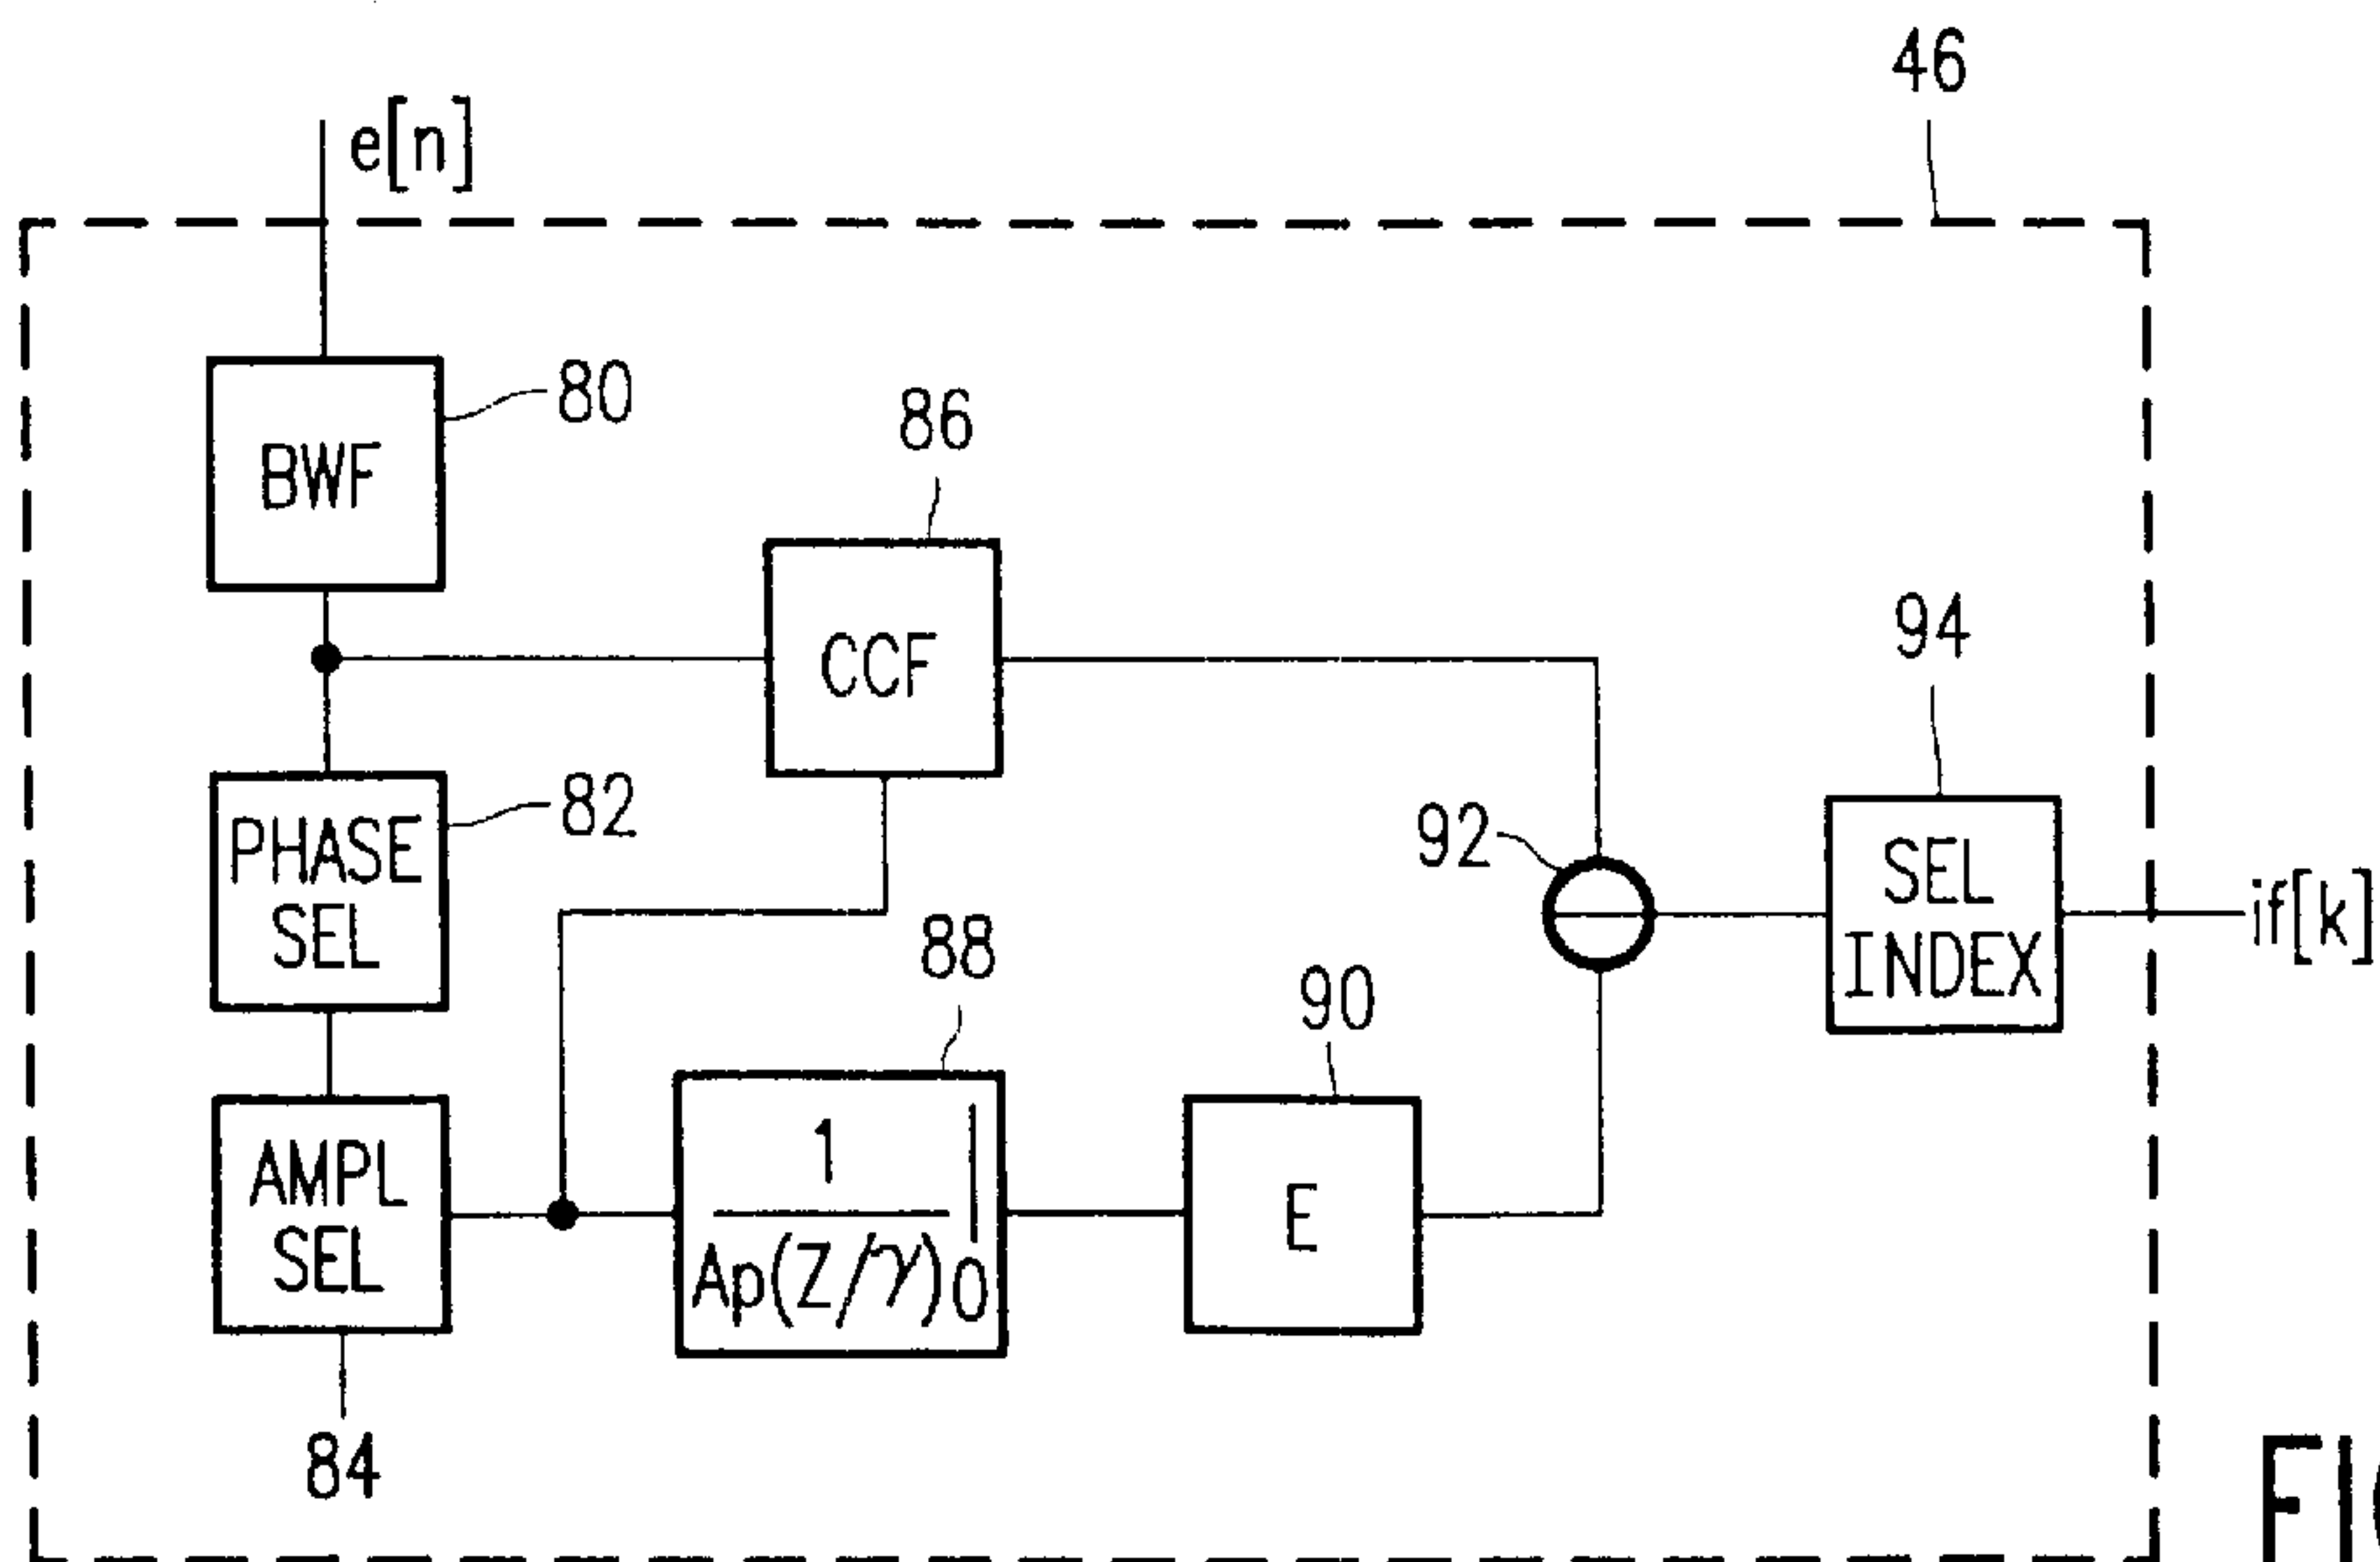 46
e[n]
80
BWF
86
CCF
94
PHASE
SEL
82
92
SEL
INDEX
if[k]
88
90
AMPL
SEL
1
Ap(Z/γ)
0
E
84